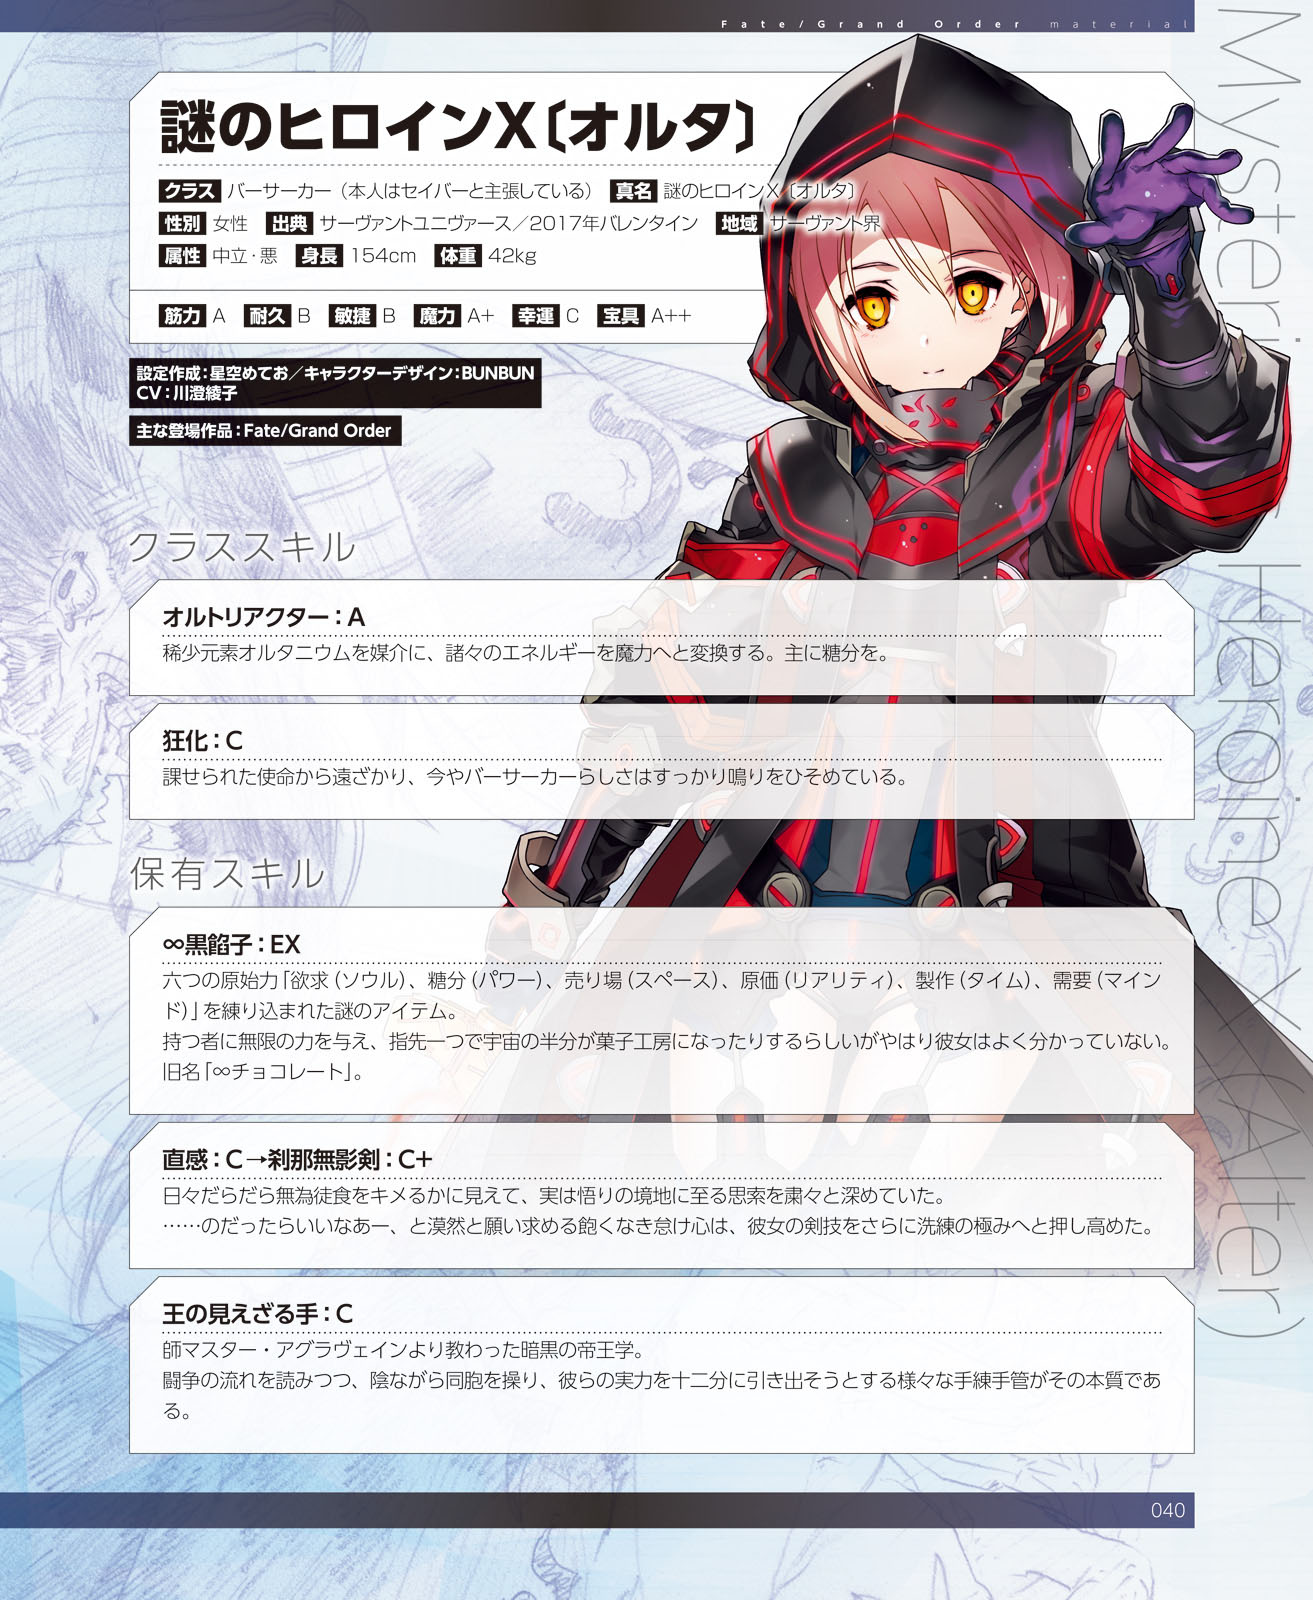 Fate/Grand Order material
謎のヒロインX〔オルタ〕
クラス バーサーカー（本人はセイバーと主張している） 真名 謎のヒロインX〔オルタ〕
性別 女性 出典 サーヴァントユニヴァース／2017年バレンタイン 地域 サーヴァント界
属性 中立・悪 身長 154cm 体重 42kg
筋力 A 耐久 B 敏捷 B 魔力 A+ 幸運 C 宝具 A++
設定作成：星空めてお／キャラクターデザイン：BUNBUN
CV：川澄綾子
主な登場作品：Fate/Grand Order
クラススキル
オルトリアクター：A
稀少元素オルタニウムを媒介に、諸々のエネルギーを魔力へと変換する。主に糖分を。
狂化：C
課せられた使命から遠ざかり、今やバーサーカーらしさはすっかり鳴りをひそめている。
保有スキル
∞黒餡子：EX
六つの原始力「欲求（ソウル）、糖分（パワー）、売り場（スペース）、原価（リアリティ）、製作（タイム）、需要（マイン
ド）」を練り込まれた謎のアイテム。
持つ者に無限の力を与え、指先一つで宇宙の半分が菓子工房になったりするらしいがやはり彼女はよく分かっていない。
旧名「∞チョコレート」。
直感：C→刹那無影剣：C+
日々だらだら無為徒食をキメるかに見えて、実は悟りの境地に至る思索を粛々と深めていた。
……のだったらいいなあー、と漠然と願い求める飽くなき怠け心は、彼女の剣技をさらに洗練の極みへと押し高めた。
王の見えざる手：C
師マスター・アグラヴェインより教わった暗黒の帝王学。
闘争の流れを読みつつ、陰ながら同胞を操り、彼らの実力を十二分に引き出そうとする様々な手練手管がその本質であ
る。
040
Mysterious Heroine X (Alter)